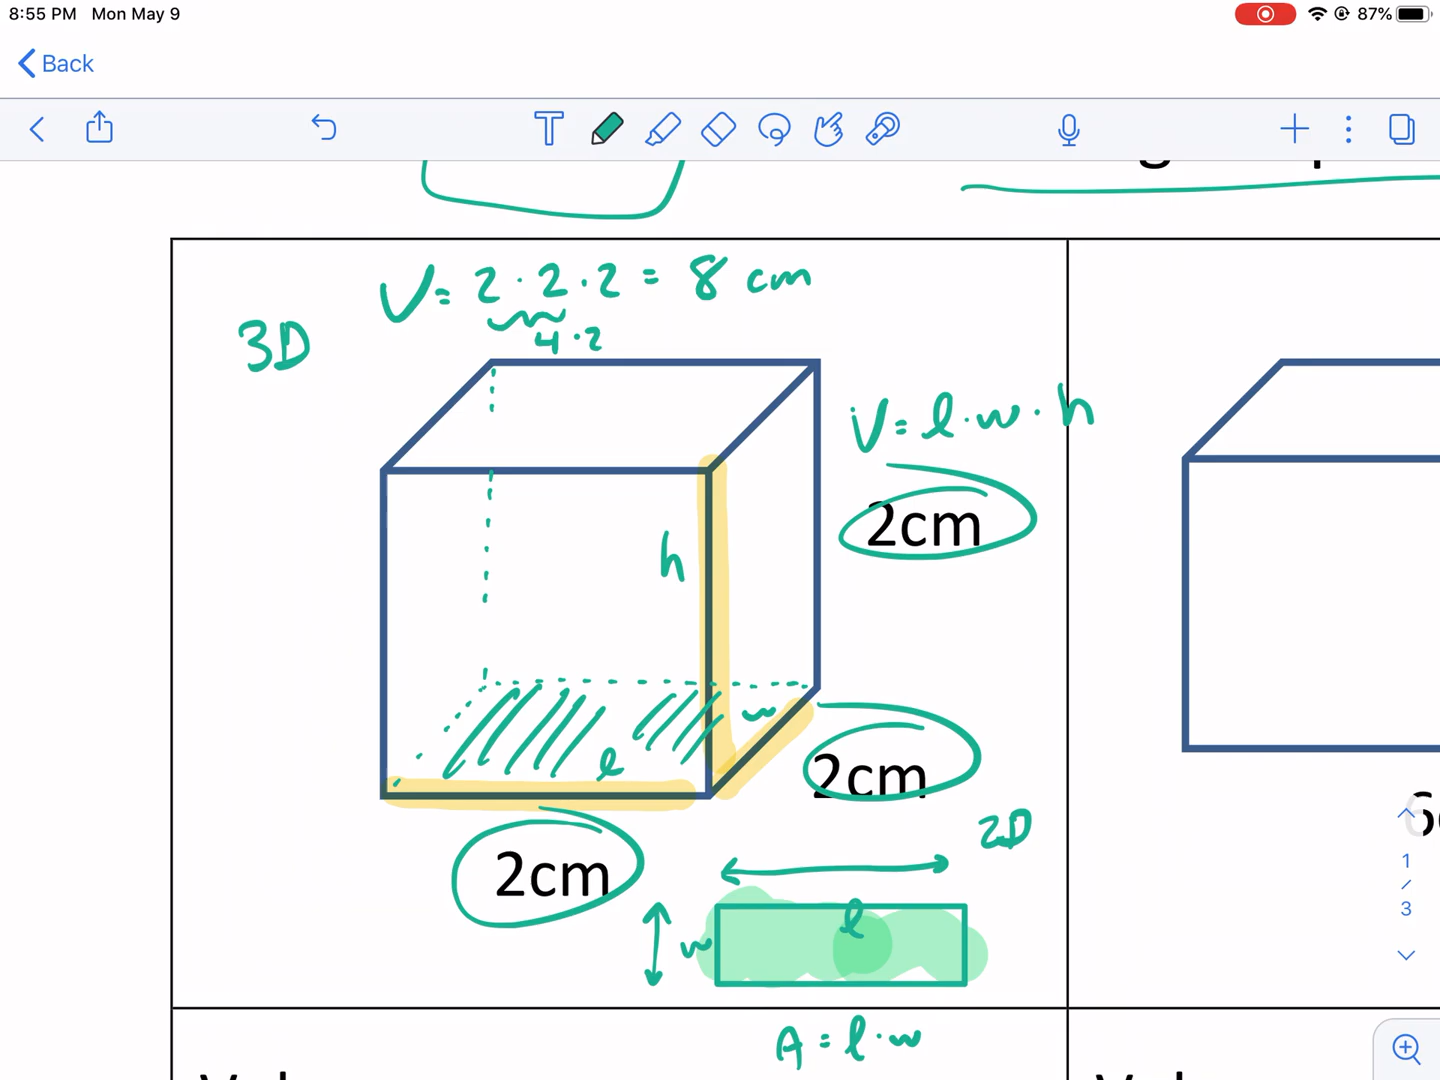 8:55 PM Mon May 9
87%
Back
V = 2 · 2 · 2 = 8 cm
4 · 2
3D
V = l · w · h
2cm
h
w
l
2cm
2cm
2D
l
w
A = l · w
1
/
3